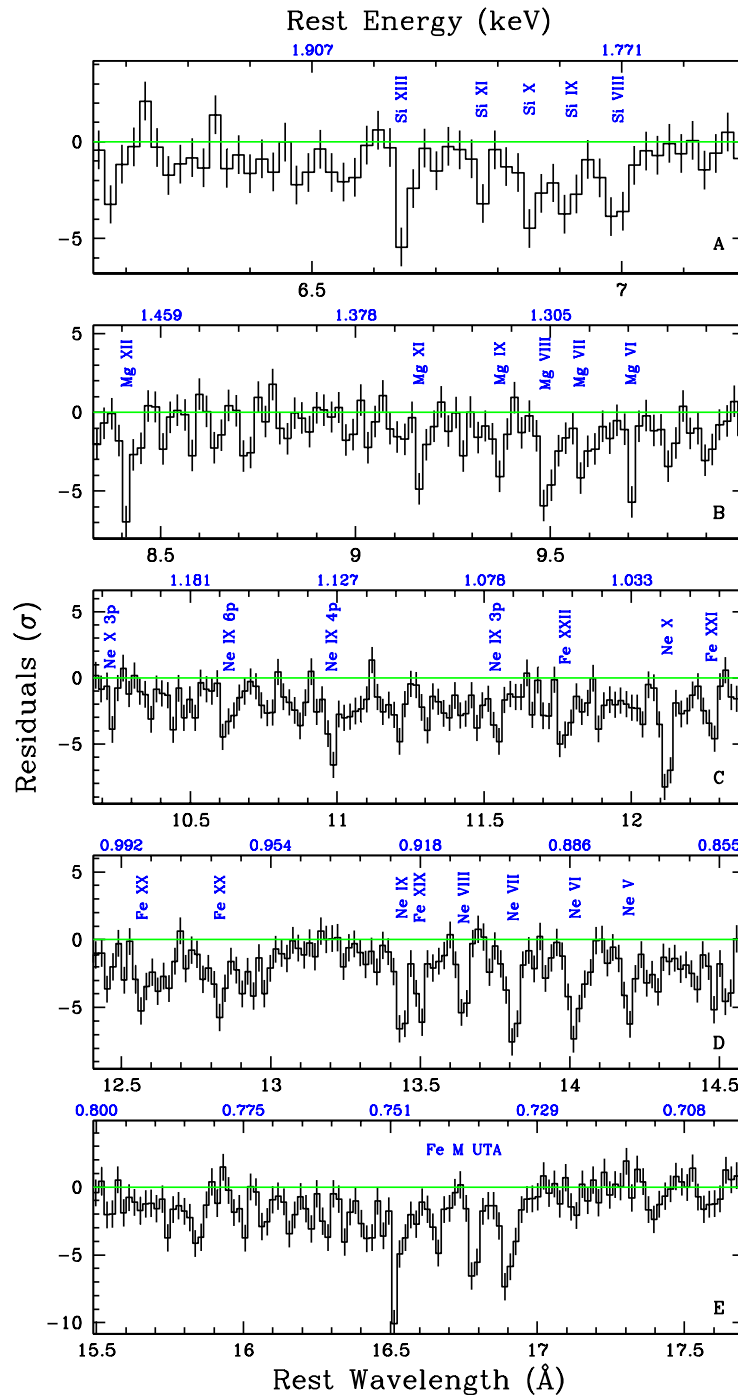 Rest Energy (keV)
1.907 1.771
Si XIII Si XI Si X Si IX Si VIII
0
-5
A
6.5 7
1.459 1.378 1.305
5
Mg XII Mg XI Mg IX Mg VIII Mg VII Mg VI
0
-5
B
8.5 9 9.5
1.181 1.127 1.078 1.033
5
Ne X 3p Ne IX 6p Ne IX 4p Ne IX 3p Fe XXII Ne X Fe XXI
0
-5
C
10.5 11 11.5 12
Residuals (σ)
0.992 0.954 0.918 0.886 0.855
5
Fe XX Fe XX Ne IX Fe XIX Ne VIII Ne VII Ne VI Ne V
0
-5
D
12.5 13 13.5 14 14.5
0.800 0.775 0.751 0.729 0.708
Fe M UTA
0
-5
-10
E
15.5 16 16.5 17 17.5
Rest Wavelength (Å)